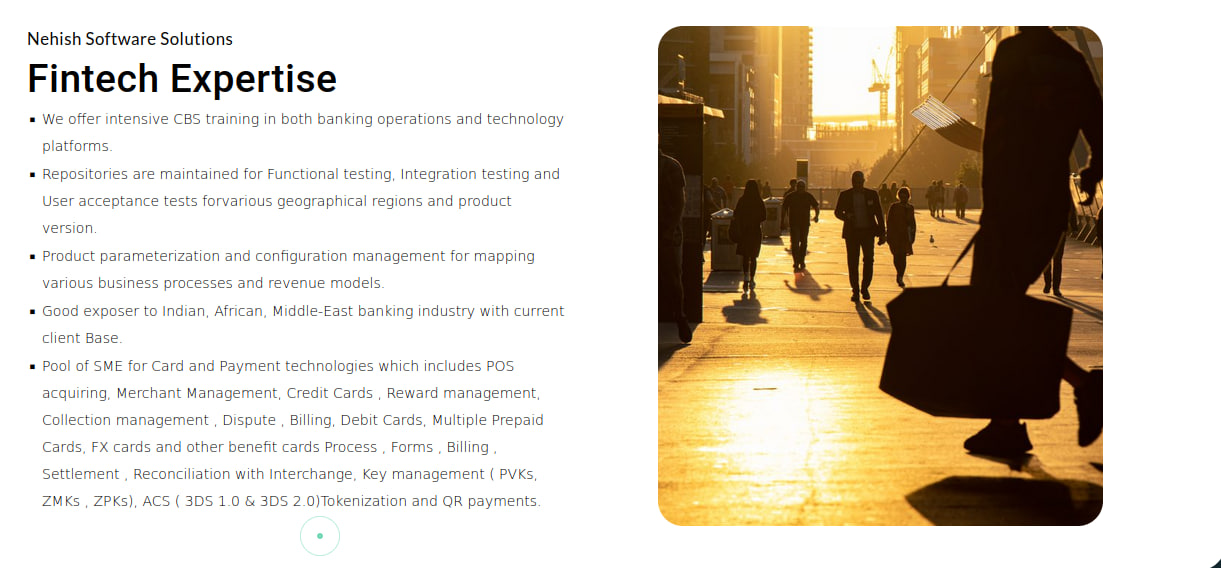 Nehish Software Solutions
Fintech Expertise
▪ We offer intensive CBS training in both banking operations and technology
platforms.
▪ Repositories are maintained for Functional testing, Integration testing and
User acceptance tests forvarious geographical regions and product
version.
▪ Product parameterization and configuration management for mapping
various business processes and revenue models.
▪ Good exposer to Indian, African, Middle-East banking industry with current
client Base.
▪ Pool of SME for Card and Payment technologies which includes POS
acquiring, Merchant Management, Credit Cards , Reward management,
Collection management , Dispute , Billing, Debit Cards, Multiple Prepaid
Cards, FX cards and other benefit cards Process , Forms , Billing ,
Settlement , Reconciliation with Interchange, Key management ( PVKs,
ZMKs , ZPKs), ACS ( 3DS 1.0 & 3DS 2.0)Tokenization and QR payments.